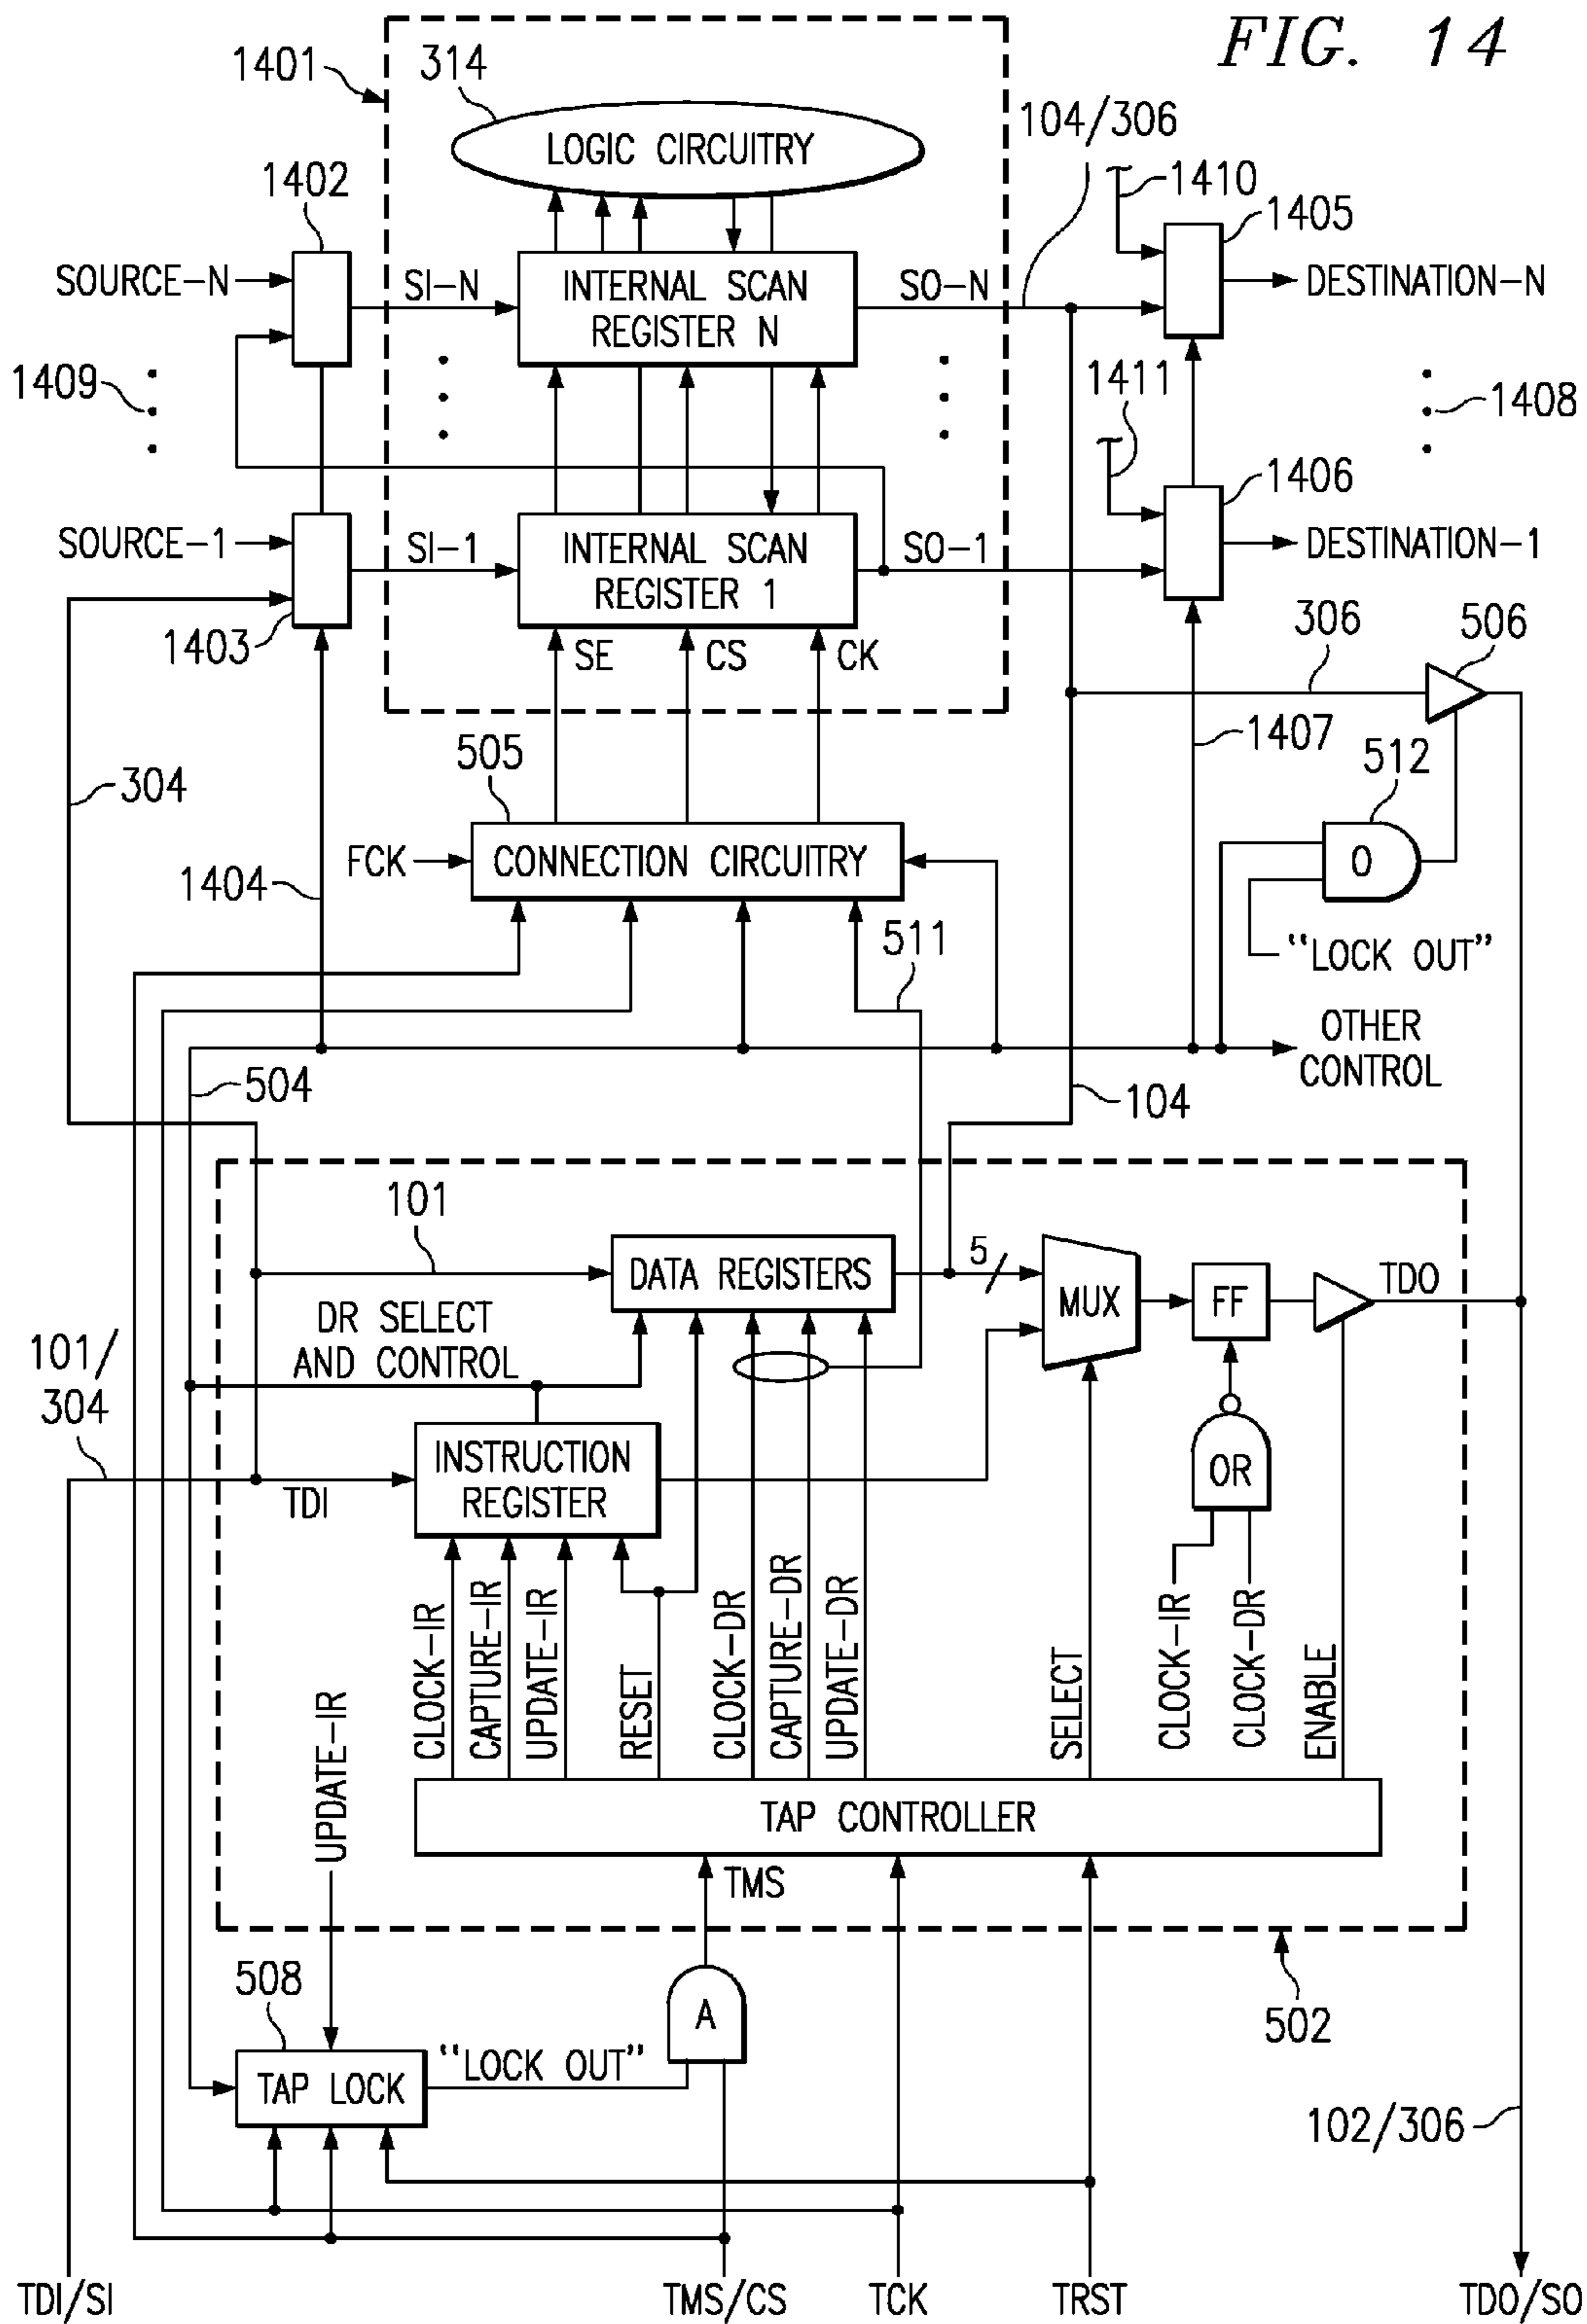 FIG. 14
1401
314
LOGIC CIRCUITRY
104/306
1402
1410
1405
SOURCE-N
SI-N
INTERNAL SCAN
REGISTER N
SO-N
DESTINATION-N
1409
1411
1408
1406
SOURCE-1
SI-1
INTERNAL SCAN
REGISTER 1
SO-1
DESTINATION-1
1403
SE
CS
CK
306
506
304
505
1407
512
FCK
CONNECTION CIRCUITRY
O
1404
511
"LOCK OUT"
OTHER
CONTROL
504
104
101
DATA REGISTERS
5
MUX
FF
TDO
DR SELECT
AND CONTROL
101/
304
INSTRUCTION
REGISTER
TDI
OR
CLOCK-IR
CAPTURE-IR
UPDATE-IR
RESET
CLOCK-DR
CAPTURE-DR
UPDATE-DR
SELECT
CLOCK-IR
CLOCK-DR
ENABLE
UPDATE-IR
TAP CONTROLLER
TMS
508
A
502
TAP LOCK
"LOCK OUT"
102/306
TDI/SI
TMS/CS
TCK
TRST
TDO/SO